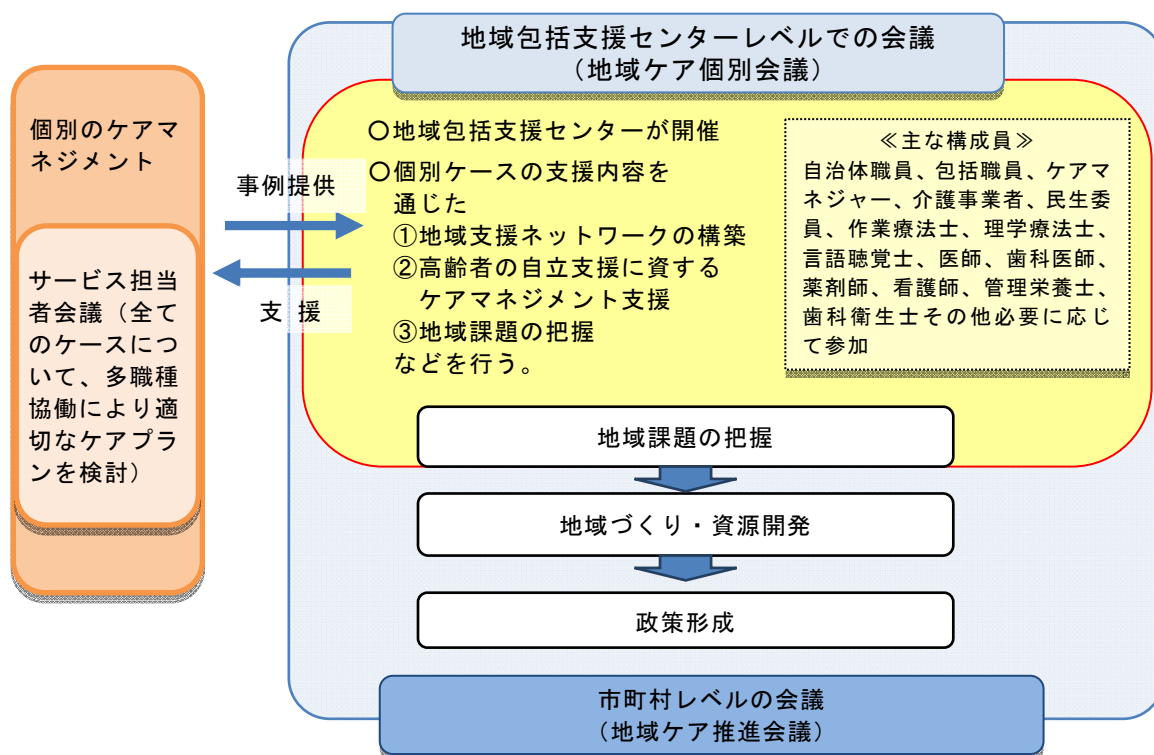 地域包括支援センターレベルでの会議
（地域ケア個別会議）
個別のケアマ
ネジメント
サービス担当
者会議（全て
のケースにつ
いて、多職種
協働により適
切なケアプラ
ンを検討）
事例提供
支 援
〇地域包括支援センターが開催
〇個別ケースの支援内容を
通じた
①地域支援ネットワークの構築
②高齢者の自立支援に資する
ケアマネジメント支援
③地域課題の把握
などを行う。
≪主な構成員≫
自治体職員、包括職員、ケアマ
ネジャー、介護事業者、民生委
員、作業療法士、理学療法士、
言語聴覚士、医師、歯科医師、
薬剤師、看護師、管理栄養士、
歯科衛生士その他必要に応じ
て参加
地域課題の把握
地域づくり・資源開発
政策形成
市町村レベルの会議
（地域ケア推進会議）